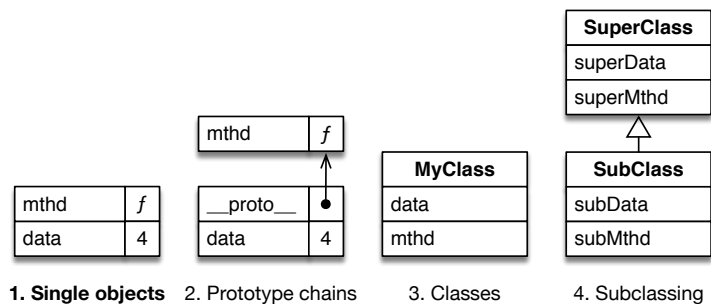 SuperClass
superData
superMthd
mthd ƒ
MyClass
SubClass
mthd ƒ
__proto__
data
subData
data 4
data 4
mthd
subMthd
1. Single objects
2. Prototype chains
3. Classes
4. Subclassing